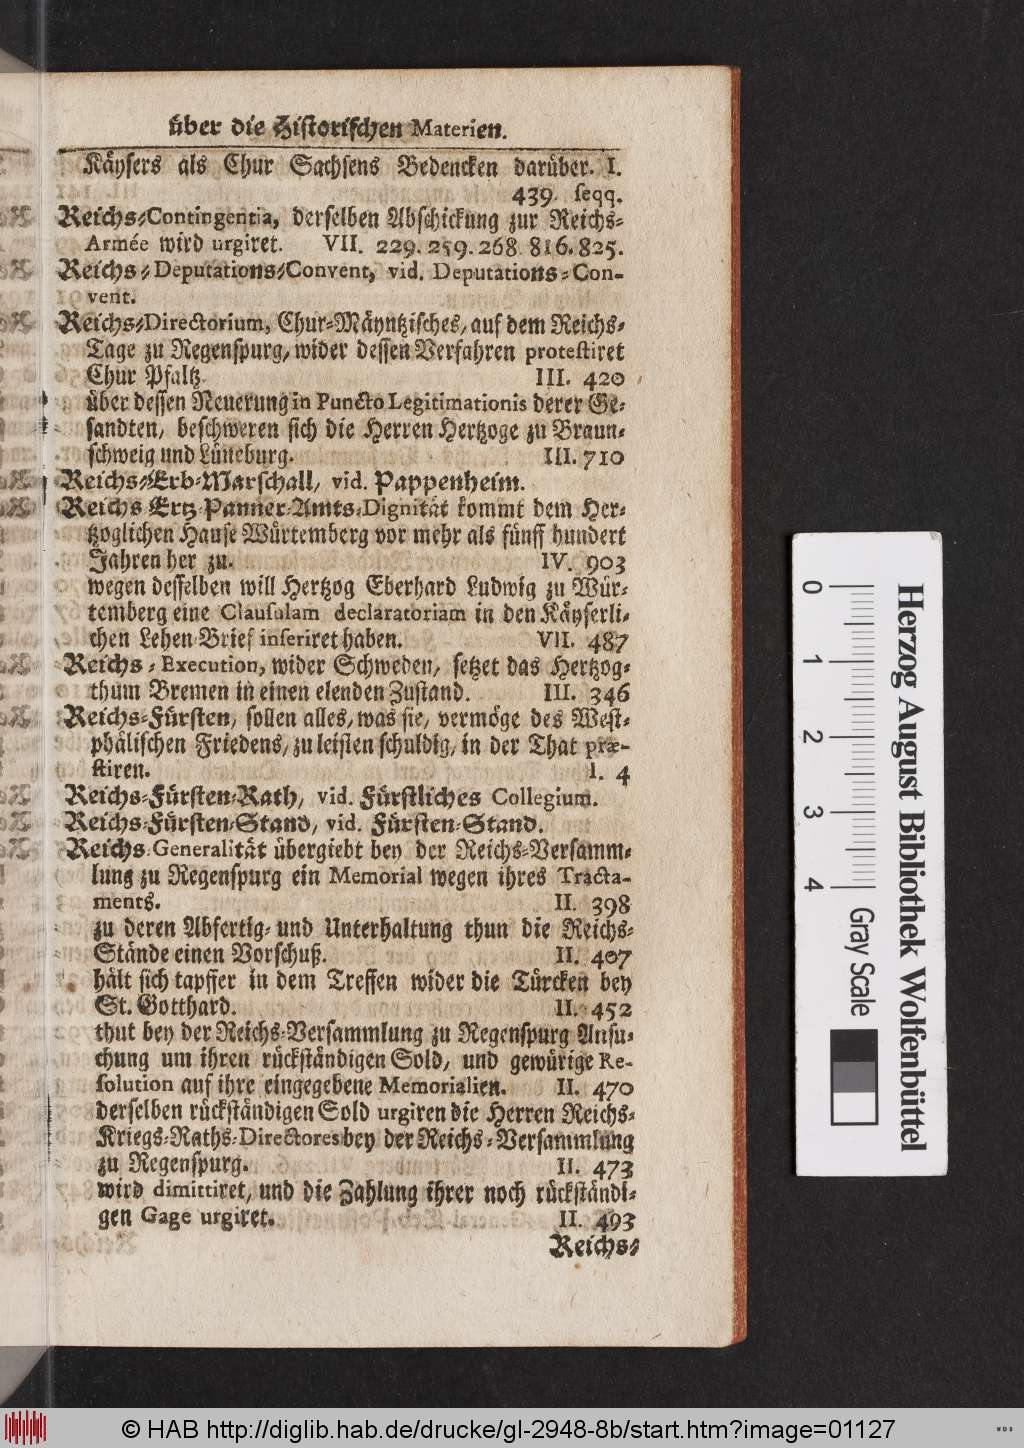 über die Historischen Materien.
Käysers als Chur Sachsens Bedencken darüber. I.
439. seqq.
Reichs-Contingentia, derselben Abschickung zur Reichs-
Armée wird urgiret. VII. 229. 259. 268. 816. 825.
Reichs-Deputations-Convent, vid. Deputations-Con-
vent.
Reichs-Directorium, Chur-Mäyntzisches, auf dem Reichs-
Tage zu Regenspurg, wider dessen Verfahren protestiret
Chur Pfaltz. III. 420
über dessen Neuerung in Puncto Legitimationis derer Ge-
sandten, beschweren sich die Herren Hertzoge zu Braun-
schweig und Lüneburg. III. 710
Reichs-Erb-Marschall, vid. Pappenheim.
Reichs Ertz-Panner-Amts-Dignität kommt dem Her-
tzoglichen Hause Würtemberg vor mehr als fünff hundert
Jahren her zu. IV. 903
wegen desselben will Hertzog Eberhard Ludwig zu Wür-
temberg eine Clausulam declaratoriam in den Käyserli-
chen Lehen-Brief inseriret haben. VII. 487
Reichs-Execution, wider Schweden, setzet das Hertzog-
thum Bremen in einen elenden Zustand. III. 346
Reichs-Fürsten, sollen alles, was sie, vermöge des West-
phälischen Friedens, zu leisten schuldig, in der That præ-
stiren. I. 4
Reichs-Fürsten-Rath, vid. Fürstliches Collegium.
Reichs-Fürsten-Stand, vid. Fürsten-Stand.
Reichs-Generalität übergiebt bey der Reichs-Versamm-
lung zu Regenspurg ein Memorial wegen ihres Tracta-
ments. II. 398
zu deren Abfertig- und Unterhaltung thun die Reichs-
Stände einen Vorschuß. II. 407
hält sich tapffer in dem Treffen wider die Türcken bey
St. Gotthard. II. 452
thut bey der Reichs-Versammlung zu Regenspurg Ansu-
chung um ihren rückständigen Sold, und gewürige Re-
solution auf ihre eingegebene Memorialien. II. 470
derselben rückständigen Sold urgiren die Herren Reichs-
Kriegs-Raths-Directores bey der Reichs-Versammlung
zu Regenspurg. II. 473
wird dimittiret, und die Zahlung ihrer noch rückständi-
gen Gage urgiret. II. 493
Reichs-
0 1 2 3 4 Gray Scale
Herzog August Bibliothek Wolfenbüttel
© HAB http://diglib.hab.de/drucke/gl-2948-8b/start.htm?image=01127